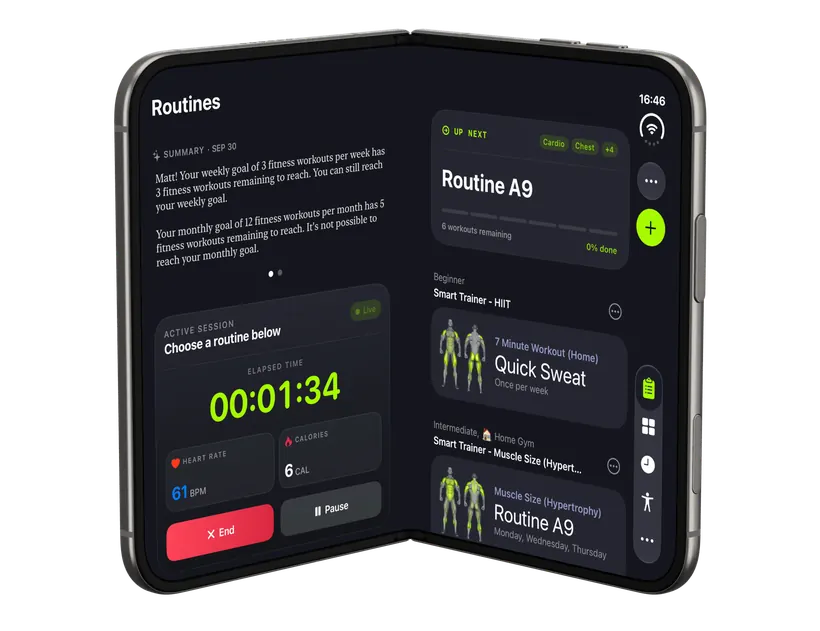 Routines
SUMMARY · SEP 30
Matt! Your weekly goal of 3 fitness workouts per week has
3 fitness workouts remaining to reach. You can still reach
your weekly goal.
Your monthly goal of 12 fitness workouts per month has 5
fitness workouts remaining to reach. It's not possible to
reach your monthly goal.
ACTIVE SESSION
Choose a routine below
Live
ELAPSED TIME
00:01:34
HEART RATE
61 BPM
CALORIES
6 CAL
End
Pause
16:46
UP NEXT
Cardio
Chest
+4
Routine A9
6 workouts remaining
0% done
Beginner
Smart Trainer - HIIT
7 Minute Workout (Home)
Quick Sweat
Once per week
Intermediate, 🏠 Home Gym
Smart Trainer - Muscle Size (Hypert...
Muscle Size (Hypertrophy)
Routine A9
Monday, Wednesday, Thursday